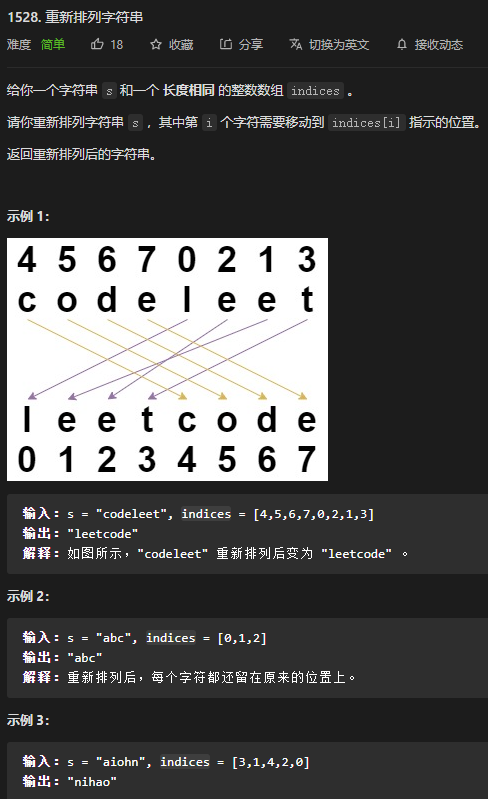 1528. 重新排列字符串
难度 简单 18 收藏 分享 切换为英文 接收动态
给你一个字符串 s 和一个 长度相同 的整数数组 indices 。
请你重新排列字符串 s ，其中第 i 个字符需要移动到 indices[i] 指示的位置。
返回重新排列后的字符串。
示例 1：
4 5 6 7 0 2 1 3
c o d e l e e t
l e e t c o d e
0 1 2 3 4 5 6 7
输入：s = "codeleet", indices = [4,5,6,7,0,2,1,3]
输出："leetcode"
解释：如图所示，"codeleet" 重新排列后变为 "leetcode" 。
示例 2：
输入：s = "abc", indices = [0,1,2]
输出："abc"
解释：重新排列后，每个字符都还留在原来的位置上。
示例 3：
输入：s = "aiohn", indices = [3,1,4,2,0]
输出："nihao"